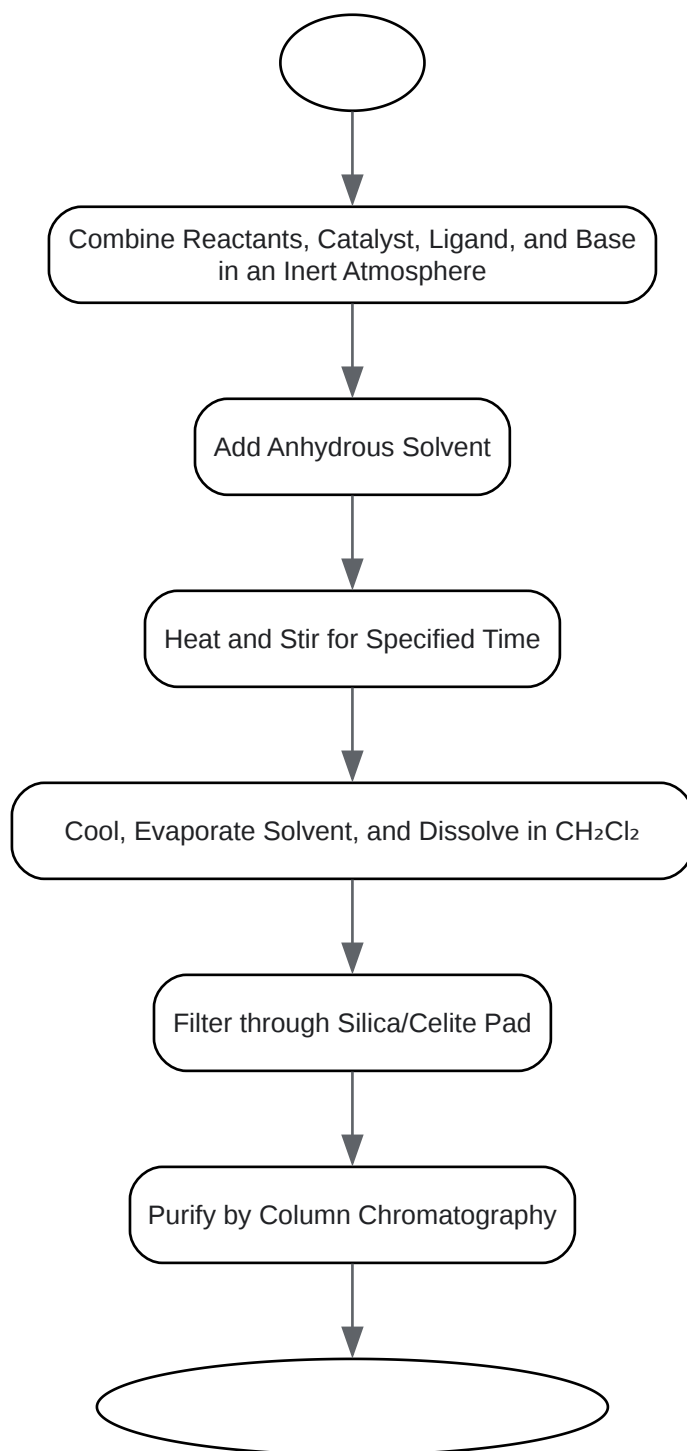 Combine Reactants, Catalyst, Ligand, and Base
in an Inert Atmosphere
Add Anhydrous Solvent
Heat and Stir for Specified Time
Cool, Evaporate Solvent, and Dissolve in CH₂Cl₂
Filter through Silica/Celite Pad
Purify by Column Chromatography